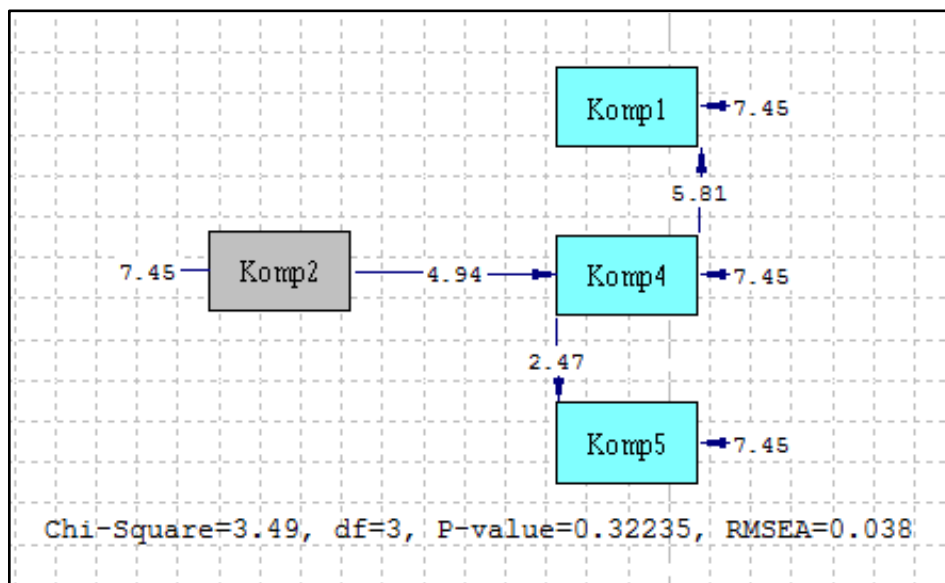 Komp1
7.45
5.81
7.45
Komp2
4.94
Komp4
7.45
2.47
Komp5
7.45
Chi-Square=3.49, df=3, P-value=0.32235, RMSEA=0.038